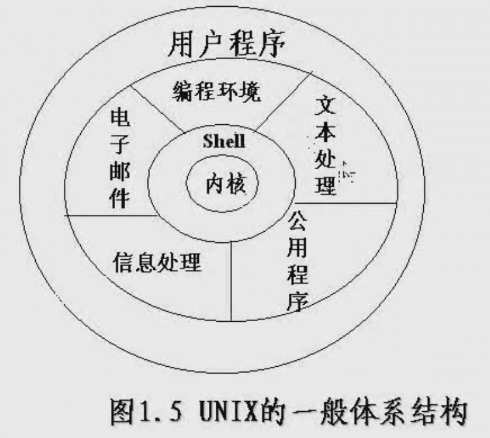 用户程序
编程环境
文本处理
电子邮件
Shell
内核
公用程序
信息处理
图1.5 UNIX的一般体系结构